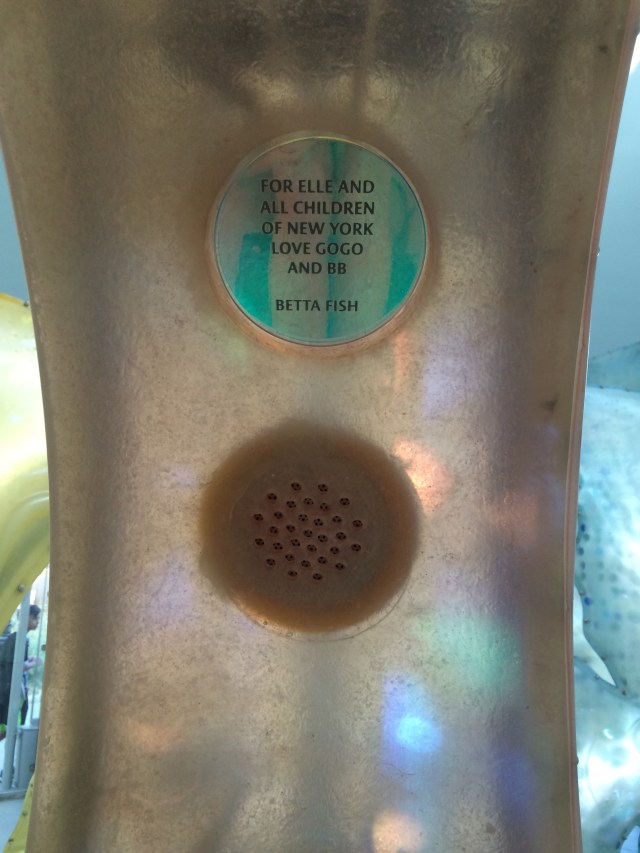 FOR ELLE AND
ALL CHILDREN
OF NEW YORK
LOVE GOGO
AND BB
BETTA FISH